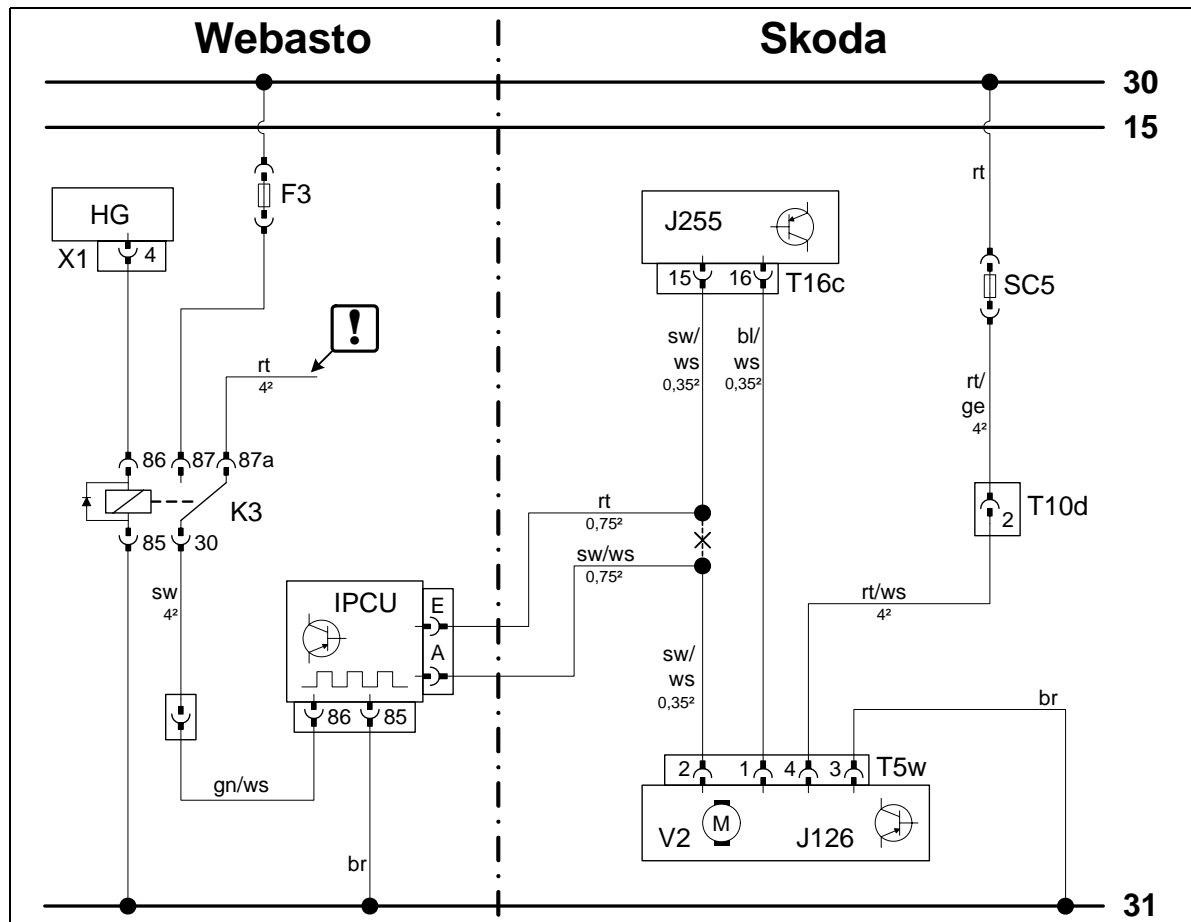 Webasto
Skoda
30
15
rt
F3
HG
J255
X1
4
15
16
T16c
SC5
!
sw/
ws
0,35²
bl/
ws
0,35²
rt
4²
rt/
ge
4²
86
87
87a
K3
85
30
rt
0,75²
2
T10d
sw
4²
sw/ws
0,75²
IPCU
E
A
rt/ws
4²
sw/
ws
0,35²
86
85
br
gn/ws
2
1
4
3
T5w
V2
M
J126
br
31